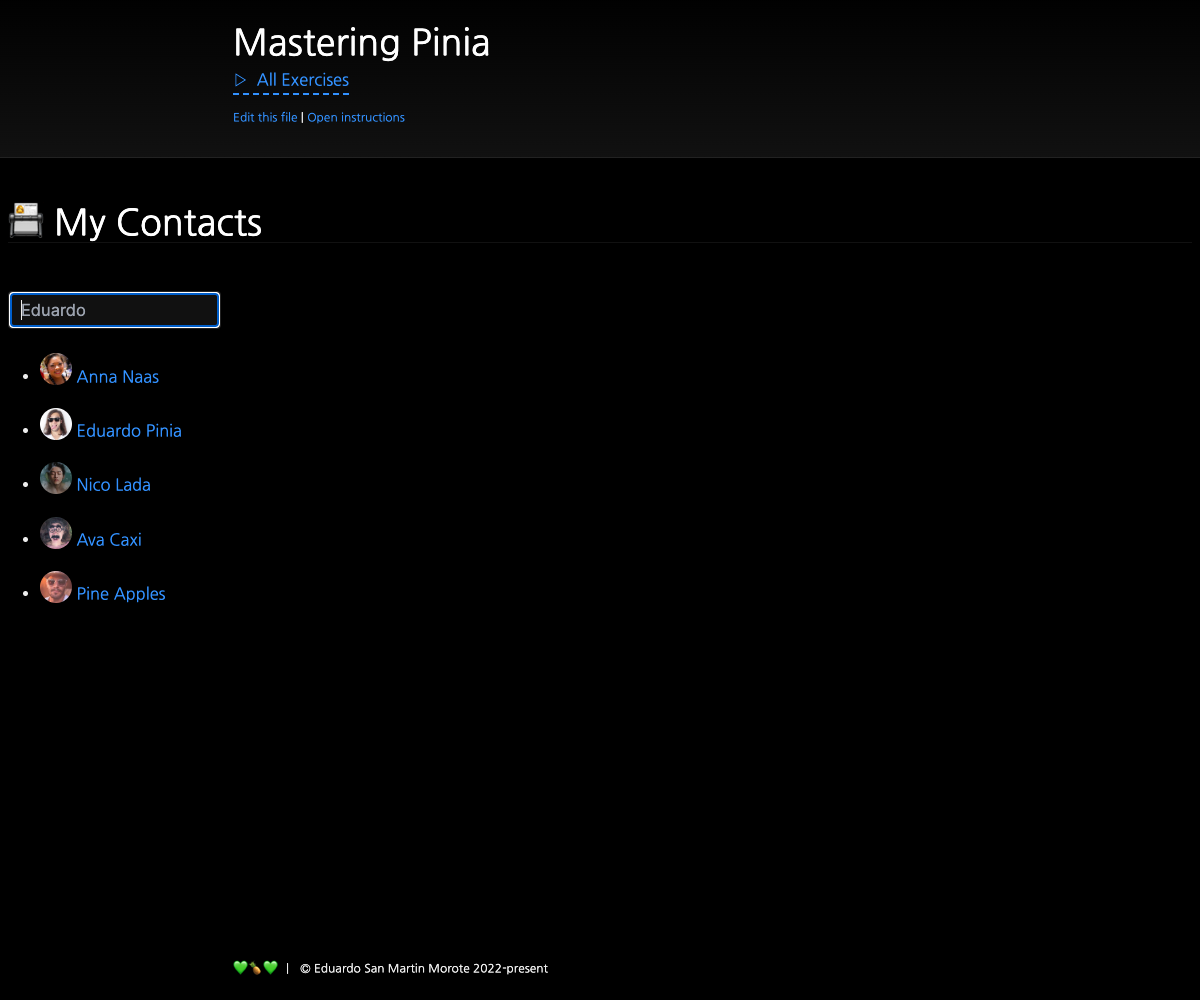 Mastering Pinia
▷ All Exercises
Edit this file | Open instructions
📇 My Contacts
Eduardo
• Anna Naas
• Eduardo Pinia
• Nico Lada
• Ava Caxi
• Pine Apples
💚🍍💚 | © Eduardo San Martin Morote 2022-present